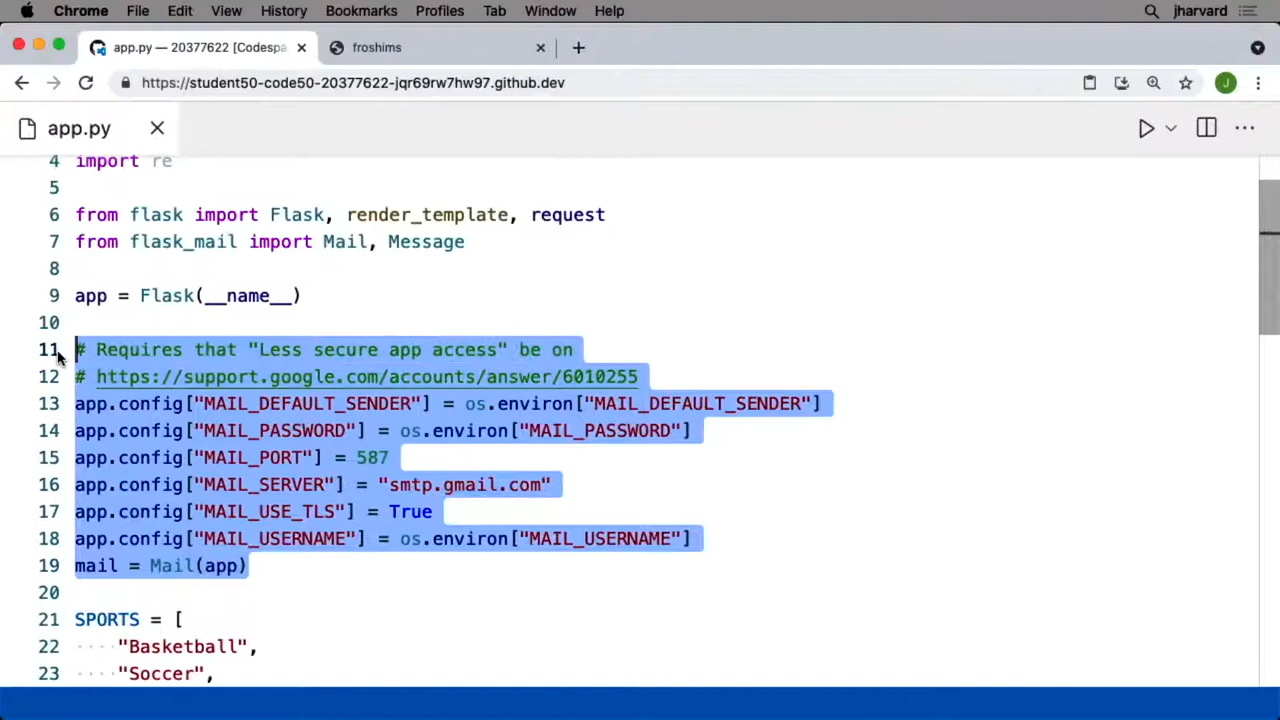 Chrome File Edit View History Bookmarks Profiles Tab Window Help jharvard
app.py — 20377622 [Codespa froshims
https://student50-code50-20377622-jqr69rw7hw97.github.dev J
app.py
4 import re
5
6 from flask import Flask, render_template, request
7 from flask_mail import Mail, Message
8
9 app = Flask(__name__)
10
11 # Requires that "Less secure app access" be on
12 # https://support.google.com/accounts/answer/6010255
13 app.config["MAIL_DEFAULT_SENDER"] = os.environ["MAIL_DEFAULT_SENDER"]
14 app.config["MAIL_PASSWORD"] = os.environ["MAIL_PASSWORD"]
15 app.config["MAIL_PORT"] = 587
16 app.config["MAIL_SERVER"] = "smtp.gmail.com"
17 app.config["MAIL_USE_TLS"] = True
18 app.config["MAIL_USERNAME"] = os.environ["MAIL_USERNAME"]
19 mail = Mail(app)
20
21 SPORTS = [
22 ····"Basketball",
23 ····"Soccer",